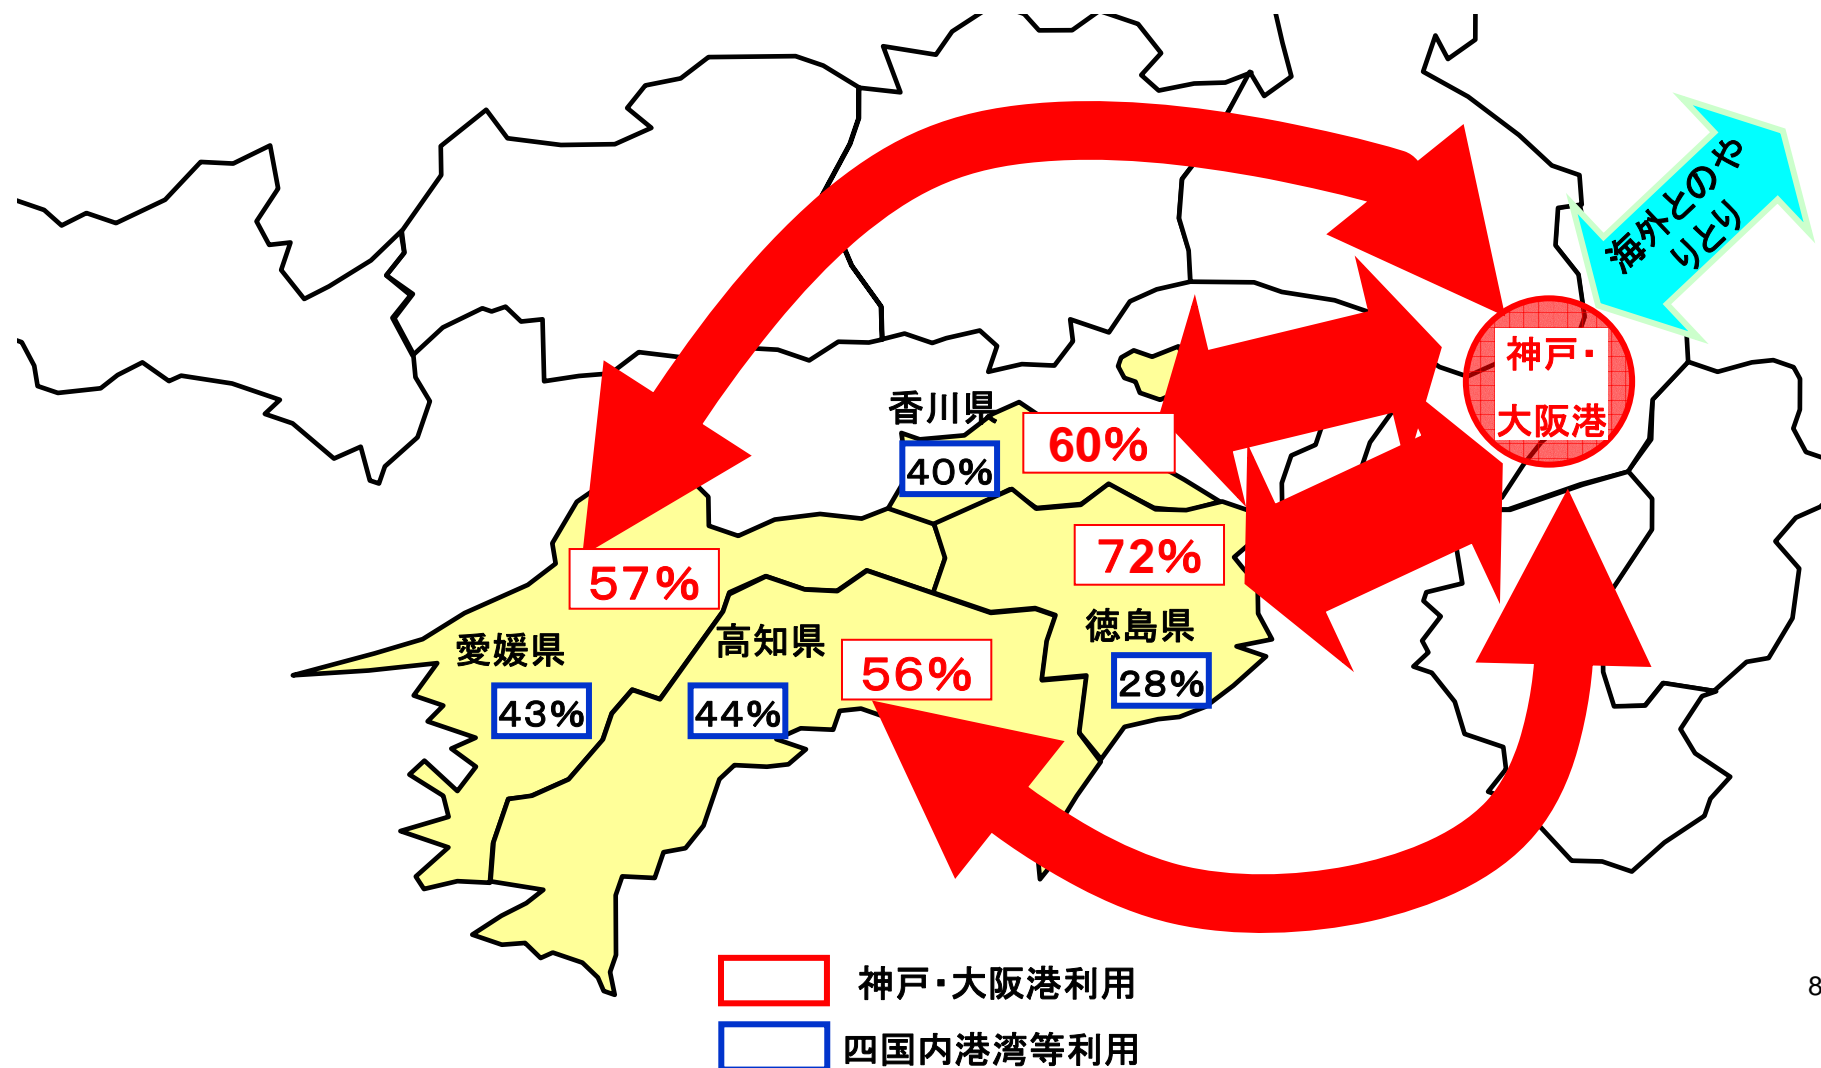 海外とのや
りとり
神戸・
大阪港
香川県
60%
40%
72%
57%
徳島県
高知県
愛媛県
56%
28%
43%
44%
神戸・大阪港利用
8
四国内港湾等利用